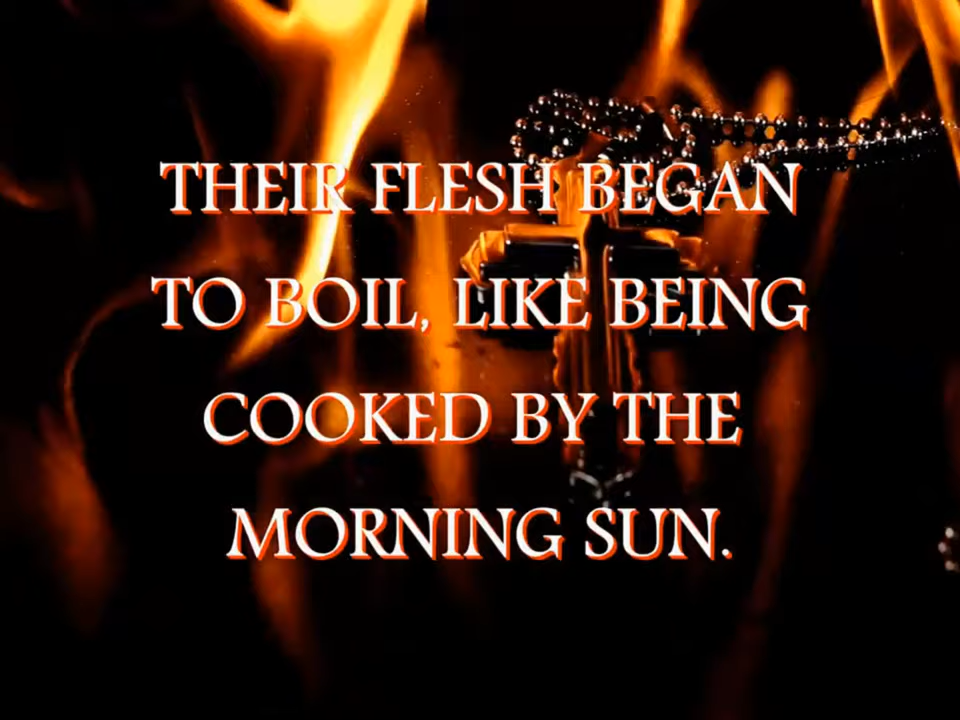 THEIR FLESH BEGAN
TO BOIL, LIKE BEING
COOKED BY THE
MORNING SUN.